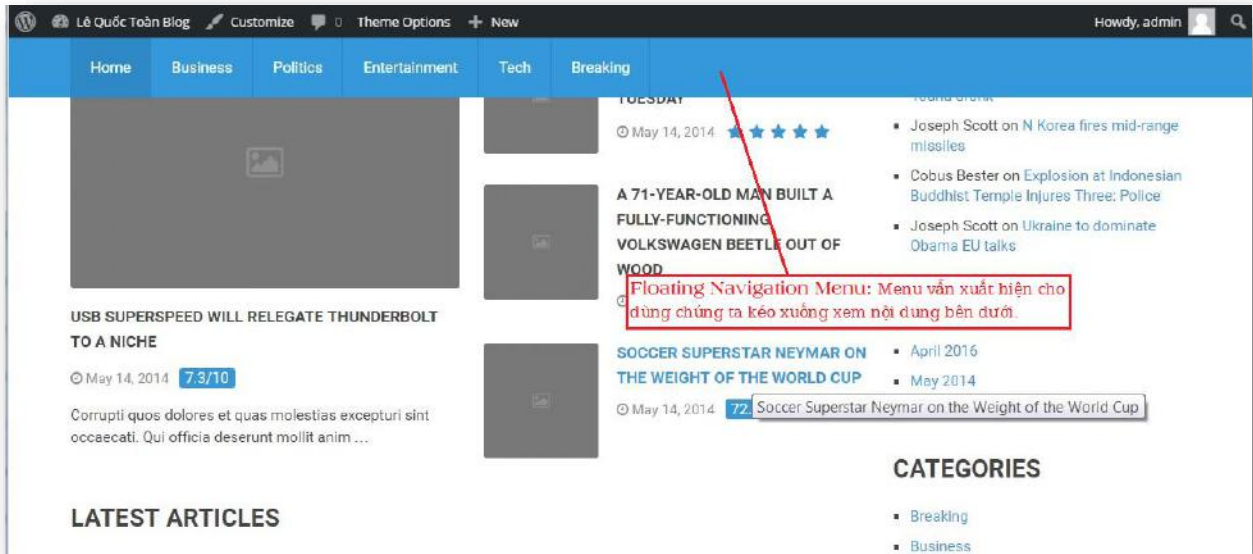 Lê Quốc Toàn Blog Customize 0 Theme Options + New Howdy, admin
Home Business Politics Entertainment Tech Breaking
TUESDAY
May 14, 2014
A 71-YEAR-OLD MAN BUILT A
FULLY-FUNCTIONING
VOLKSWAGEN BEETLE OUT OF
WOOD
Floating Navigation Menu: Menu vẫn xuất hiện cho
dùng chúng ta kéo xuống xem nội dung bên dưới.
USB SUPERSPEED WILL RELEGATE THUNDERBOLT
TO A NICHE
May 14, 2014 7.3/10
Corrupti quos dolores et quas molestias excepturi sint
occaecati. Qui officia deserunt mollit anim ...
SOCCER SUPERSTAR NEYMAR ON
THE WEIGHT OF THE WORLD CUP
May 14, 2014 72.
Soccer Superstar Neymar on the Weight of the World Cup
LATEST ARTICLES
Joseph Scott on N Korea fires mid-range
missiles
Cobus Bester on Explosion at Indonesian
Buddhist Temple Injures Three: Police
Joseph Scott on Ukraine to dominate
Obama EU talks
April 2016
May 2014
CATEGORIES
Breaking
Business